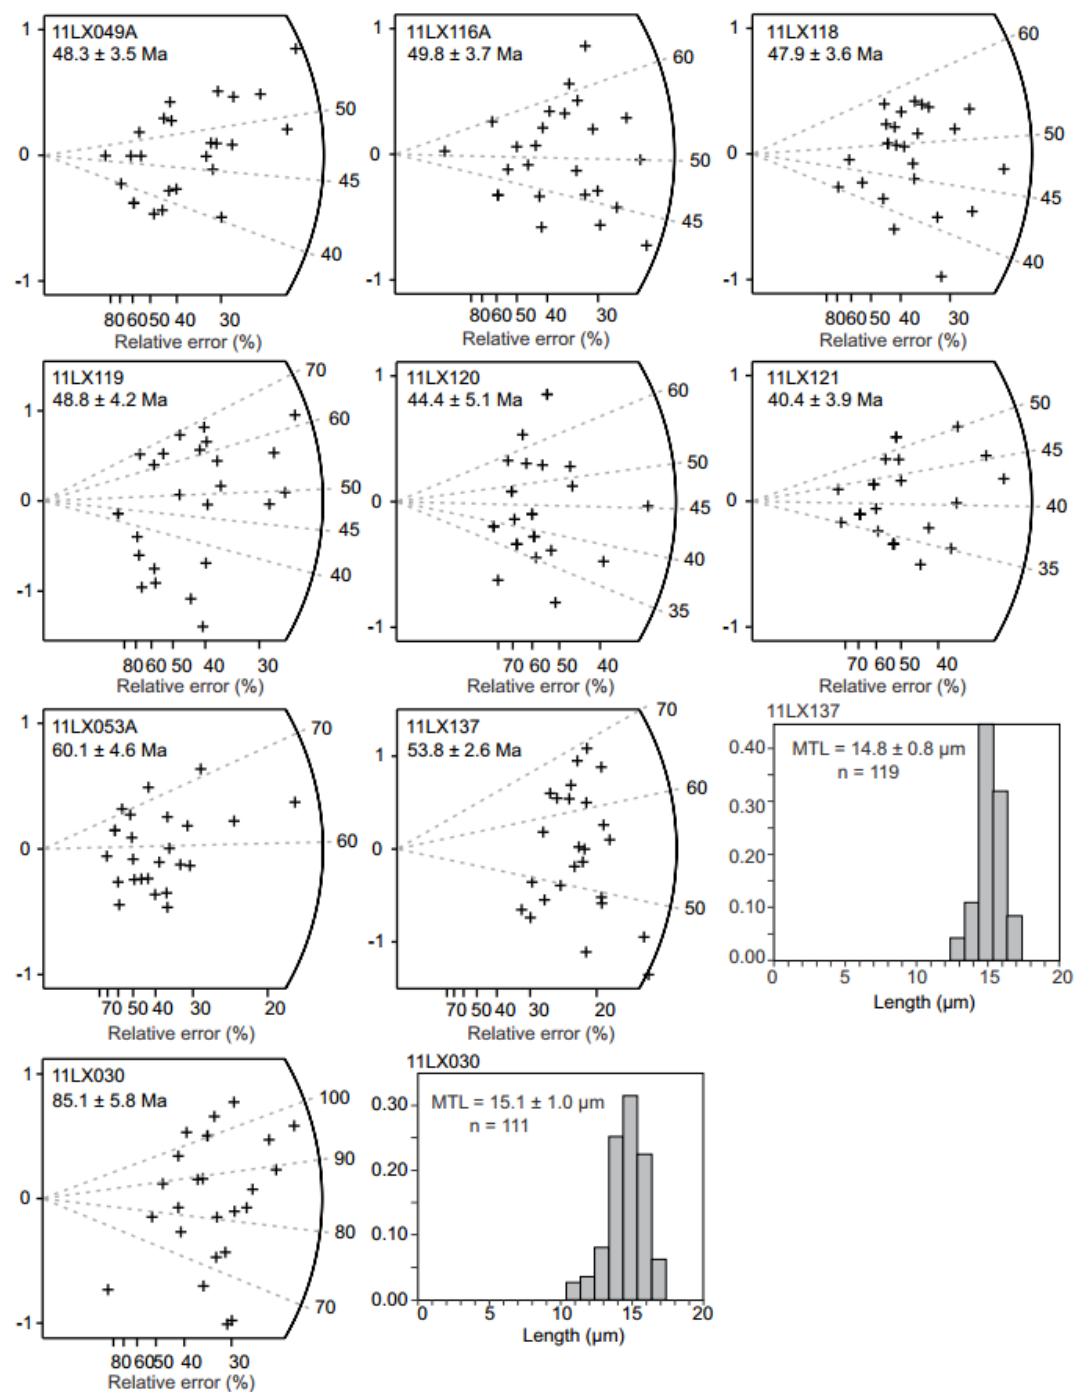 11LX049A
48.3 ± 3.5 Ma
1
0
-1
50
45
40
80 60 50 40 30
Relative error (%)
11LX116A
49.8 ± 3.7 Ma
1
0
-1
60
50
45
80 60 50 40 30
Relative error (%)
11LX118
47.9 ± 3.6 Ma
1
0
-1
60
50
45
40
80 60 50 40 30
Relative error (%)
11LX119
48.8 ± 4.2 Ma
1
0
-1
70
60
50
45
40
80 60 50 40 30
Relative error (%)
11LX120
44.4 ± 5.1 Ma
1
0
-1
60
50
45
40
35
70 60 50 40
Relative error (%)
11LX121
40.4 ± 3.9 Ma
1
0
-1
50
45
40
35
70 60 50 40
Relative error (%)
11LX053A
60.1 ± 4.6 Ma
1
0
-1
70
60
70 50 40 30 20
Relative error (%)
11LX137
53.8 ± 2.6 Ma
1
0
-1
70
60
50
70 50 40 30 20
Relative error (%)
11LX137
MTL = 14.8 ± 0.8 µm
n = 119
0.40
0.30
0.20
0.10
0.00
0 5 10 15 20
Length (µm)
11LX030
85.1 ± 5.8 Ma
1
0
-1
100
90
80
70
80 60 50 40 30
Relative error (%)
11LX030
MTL = 15.1 ± 1.0 µm
n = 111
0.30
0.20
0.10
0.00
0 5 10 15 20
Length (µm)